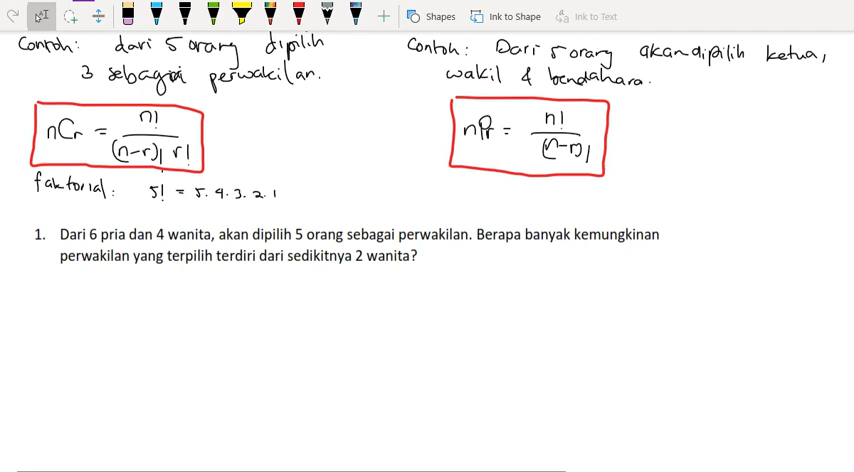 Shapes Ink to Shape Ink to Text
Contoh: dari 5 orang dipilih
3 sebagai perwakilan.
nCr = n! / (n-r)! r!
faktorial: 5! = 5. 4. 3. 2. 1
Contoh: Dari 5 orang akan dipilih ketua,
wakil & bendahara.
nPr = n! / (n-r)!
1. Dari 6 pria dan 4 wanita, akan dipilih 5 orang sebagai perwakilan. Berapa banyak kemungkinan
perwakilan yang terpilih terdiri dari sedikitnya 2 wanita?